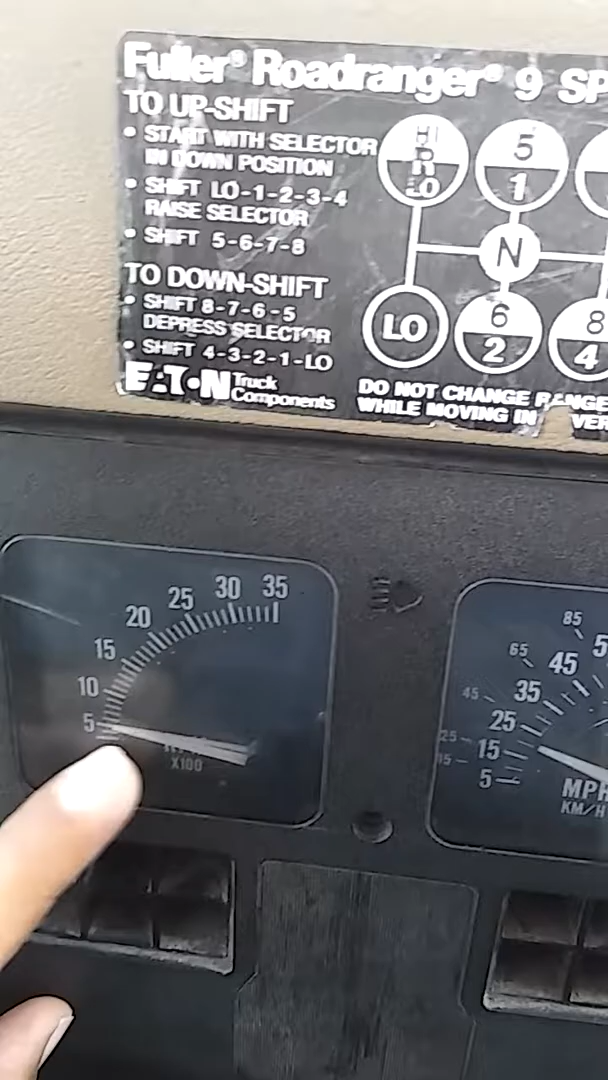 Fuller® Roadranger® 9 SP
TO UP-SHIFT
• START WITH SELECTOR
IN DOWN POSITION
• SHIFT LO-1-2-3-4
RAISE SELECTOR
• SHIFT 5-6-7-8
TO DOWN-SHIFT
• SHIFT 8-7-6-5
DEPRESS SELECTOR
• SHIFT 4-3-2-1-LO
EATON Truck
Components
HI
R
LO
5
1
N
LO
6
2
8
4
DO NOT CHANGE RANGE
WHILE MOVING IN
5
10
15
20
25
30
35
X100
5
15
25
35
45
15
25
45
65
85
MPH
KM/H